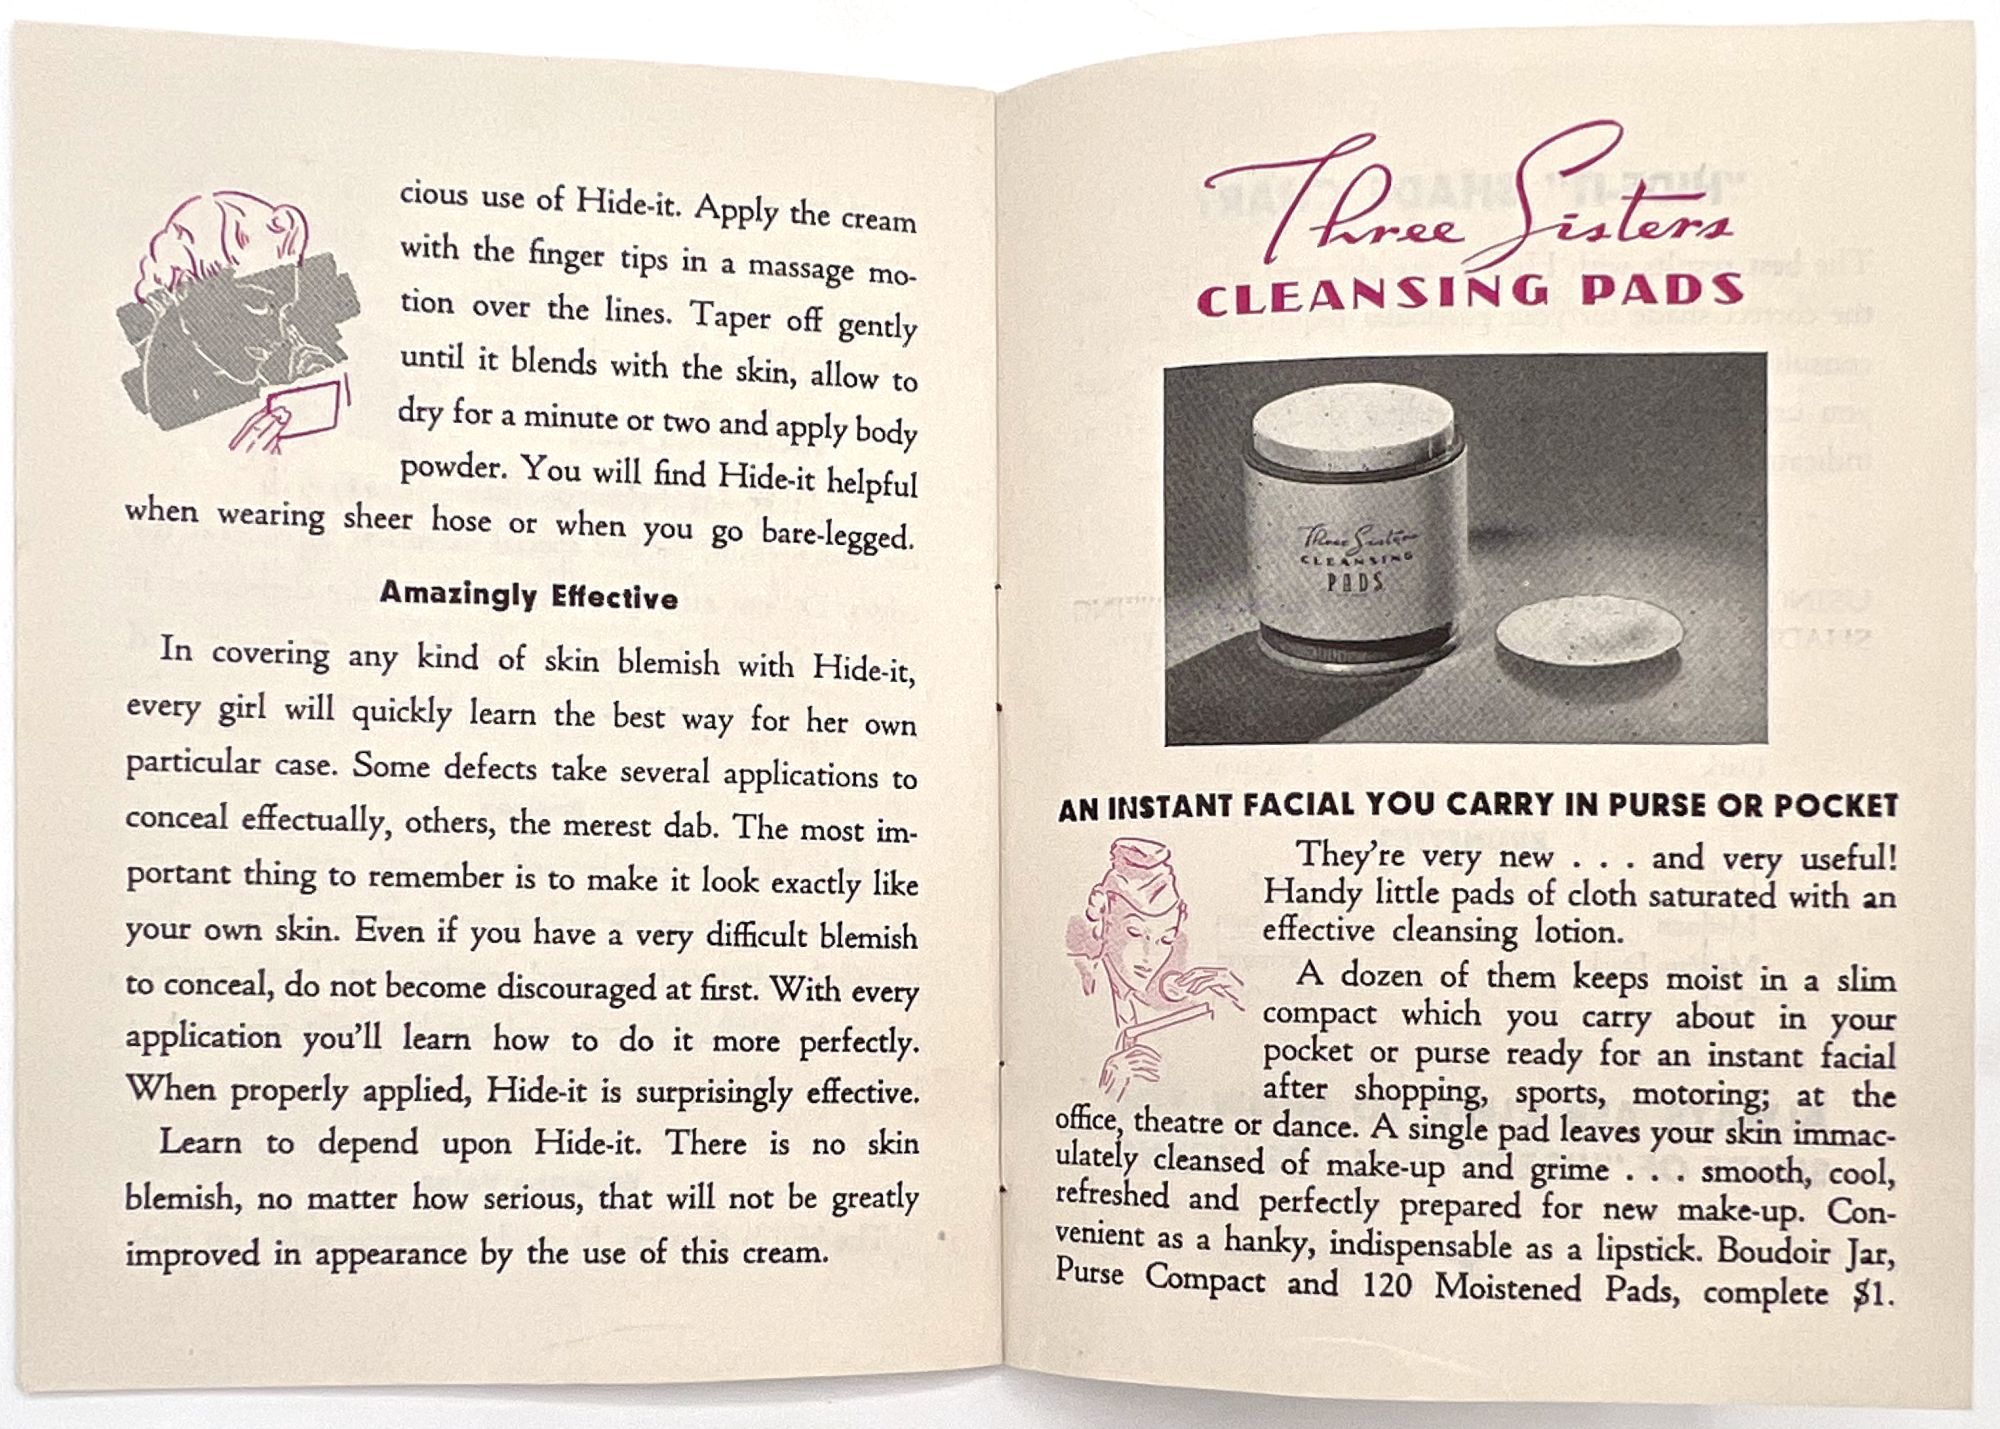 cious use of Hide-it. Apply the cream
with the finger tips in a massage mo-
tion over the lines. Taper off gently
until it blends with the skin, allow to
dry for a minute or two and apply body
powder. You will find Hide-it helpful
when wearing sheer hose or when you go bare-legged.
Amazingly Effective
In covering any kind of skin blemish with Hide-it,
every girl will quickly learn the best way for her own
particular case. Some defects take several applications to
conceal effectually, others, the merest dab. The most im-
portant thing to remember is to make it look exactly like
your own skin. Even if you have a very difficult blemish
to conceal, do not become discouraged at first. With every
application you'll learn how to do it more perfectly.
When properly applied, Hide-it is surprisingly effective.
Learn to depend upon Hide-it. There is no skin
blemish, no matter how serious, that will not be greatly
improved in appearance by the use of this cream.
Three Sisters
CLEANSING PADS
Three Sisters
CLEANSING
PADS
AN INSTANT FACIAL YOU CARRY IN PURSE OR POCKET
They're very new . . . and very useful!
Handy little pads of cloth saturated with an
effective cleansing lotion.
A dozen of them keeps moist in a slim
compact which you carry about in your
pocket or purse ready for an instant facial
after shopping, sports, motoring; at the
office, theatre or dance. A single pad leaves your skin immac-
ulately cleansed of make-up and grime . . . smooth, cool,
refreshed and perfectly prepared for new make-up. Con-
venient as a hanky, indispensable as a lipstick. Boudoir Jar,
Purse Compact and 120 Moistened Pads, complete $1.